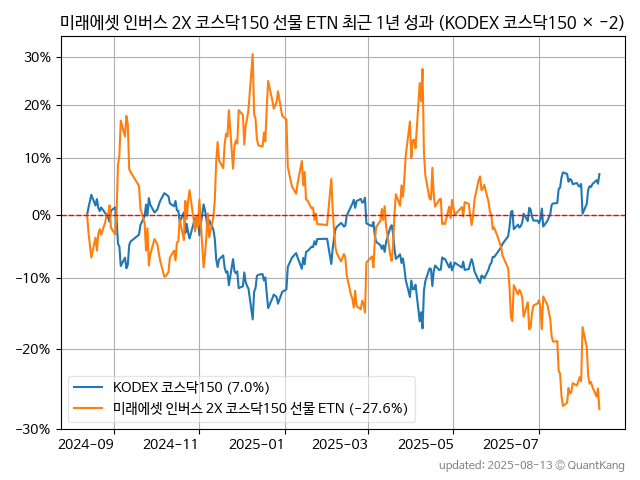 미래에셋 인버스 2X 코스닥150 선물 ETN 최근 1년 성과 (KODEX 코스닥150 × −2)
30%
20%
10%
0%
−10%
−20%
−30%
KODEX 코스닥150 (7.0%)
미래에셋 인버스 2X 코스닥150 선물 ETN (−27.6%)
2024-09 2024-11 2025-01 2025-03 2025-05 2025-07
updated: 2025-08-13 © QuantKang